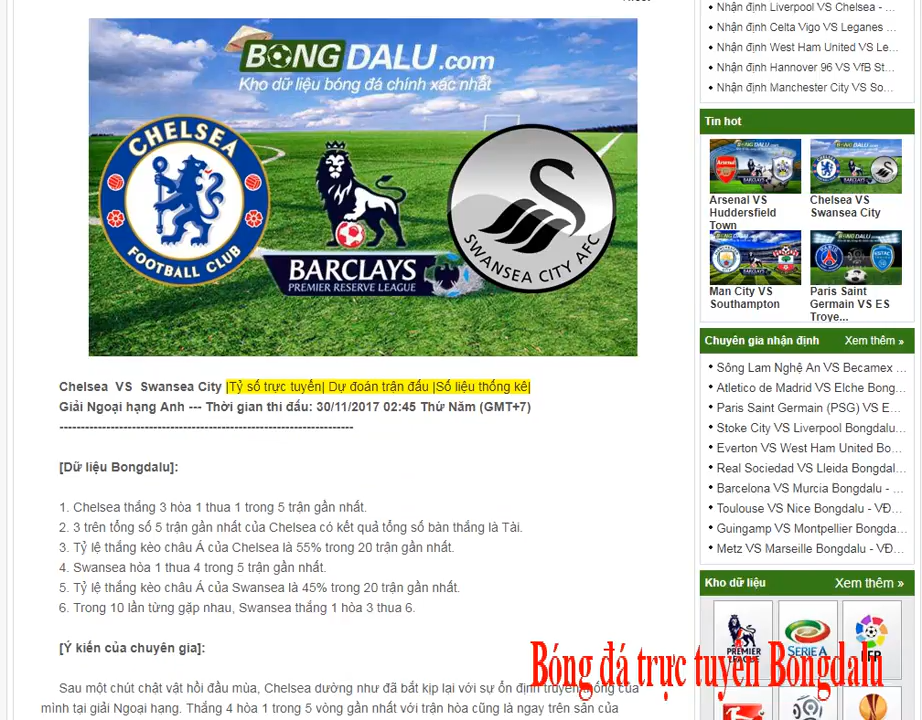 BONGDALU.com
Kho dữ liệu bóng đá chính xác nhất
CHELSEA
FOOTBALL CLUB
BARCLAYS
PREMIER RESERVE LEAGUE
SWANSEA CITY AFC
Chelsea VS Swansea City |Tỷ số trực tuyến| Dự đoán trận đấu |Số liệu thống kê|
Giải Ngoại hạng Anh --- Thời gian thi đấu: 30/11/2017 02:45 Thứ Năm (GMT+7)
----------------------------------------------------------------------
[Dữ liệu Bongdalu]:
1. Chelsea thắng 3 hòa 1 thua 1 trong 5 trận gần nhất.
2. 3 trên tổng số 5 trận gần nhất của Chelsea có kết quả tổng số bàn thắng là Tài.
3. Tỷ lệ thắng kèo châu Á của Chelsea là 55% trong 20 trận gần nhất.
4. Swansea hòa 1 thua 4 trong 5 trận gần nhất.
5. Tỷ lệ thắng kèo châu Á của Swansea là 45% trong 20 trận gần nhất.
6. Trong 10 lần từng gặp nhau, Swansea thắng 1 hòa 3 thua 6.
[Ý kiến của chuyên gia]:
Sau một chút chật vật hồi đầu mùa, Chelsea dường như đã bắt kịp lại với sự ổn định truyền thống của
mình tại giải Ngoại hạng. Thắng 4 hòa 1 trong 5 vòng gần nhất với trận hòa cũng là ngay trên sân của
Nhận định Liverpool VS Chelsea - ...
Nhận định Celta Vigo VS Leganes ...
Nhận định West Ham United VS Le...
Nhận định Hannover 96 VS VfB St...
Nhận định Manchester City VS So...
Tin hot
Arsenal VS
Huddersfield
Town
Chelsea VS
Swansea City
Man City VS
Southampton
Paris Saint
Germain VS ES
Troye...
Chuyên gia nhận định Xem thêm »
Sông Lam Nghệ An VS Becamex ...
Atletico de Madrid VS Elche Bong...
Paris Saint Germain (PSG) VS E...
Stoke City VS Liverpool Bongdalu...
Everton VS West Ham United Bo...
Real Sociedad VS Lleida Bongdal...
Barcelona VS Murcia Bongdalu - ...
Toulouse VS Nice Bongdalu - VĐ...
Guingamp VS Montpellier Bongda...
Metz VS Marseille Bongdalu - VĐ...
Kho dữ liệu Xem thêm »
PREMIER
SERIE A
Bóng đá trực tuyến Bongdalu